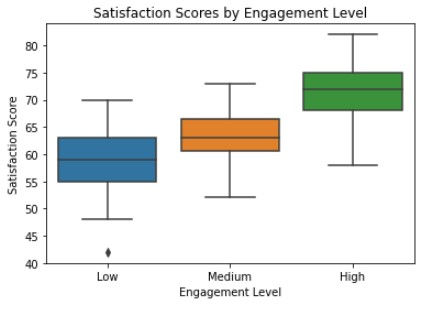 Satisfaction Scores by Engagement Level
80
75
70
65
60
55
50
45
40
Satisfaction Score
Low Medium High
Engagement Level